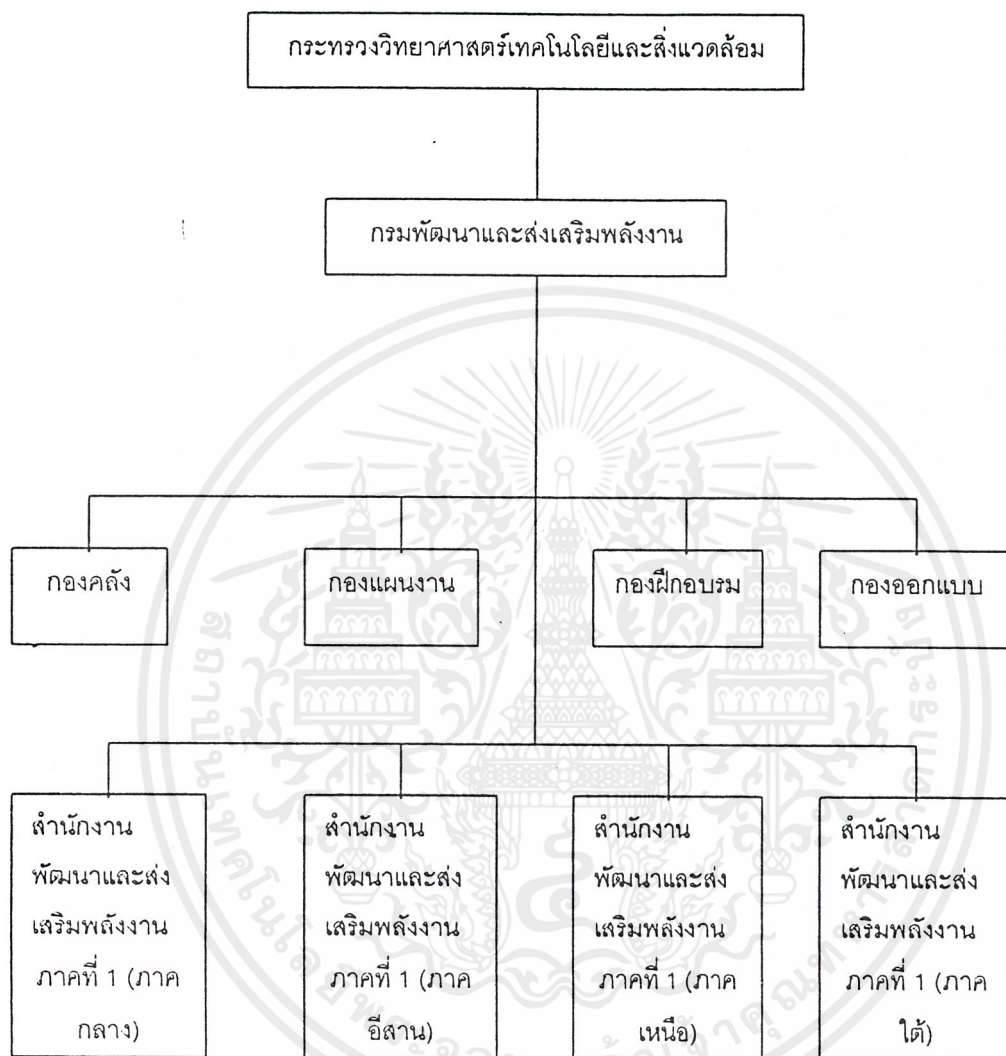 กระทรวงวิทยาศาสตร์เทคโนโลยีและสิ่งแวดล้อม
กรมพัฒนาและส่งเสริมพลังงาน
กองคลัง
กองแผนงาน
กองฝึกอบรม
กองออกแบบ
สำนักงาน
พัฒนาและส่ง
เสริมพลังงาน
ภาคที่ 1 (ภาค
กลาง)
สำนักงาน
พัฒนาและส่ง
เสริมพลังงาน
ภาคที่ 1 (ภาค
อีสาน)
สำนักงาน
พัฒนาและส่ง
เสริมพลังงาน
ภาคที่ 1 (ภาค
เหนือ)
สำนักงาน
พัฒนาและส่ง
เสริมพลังงาน
ภาคที่ 1 (ภาค
ใต้)